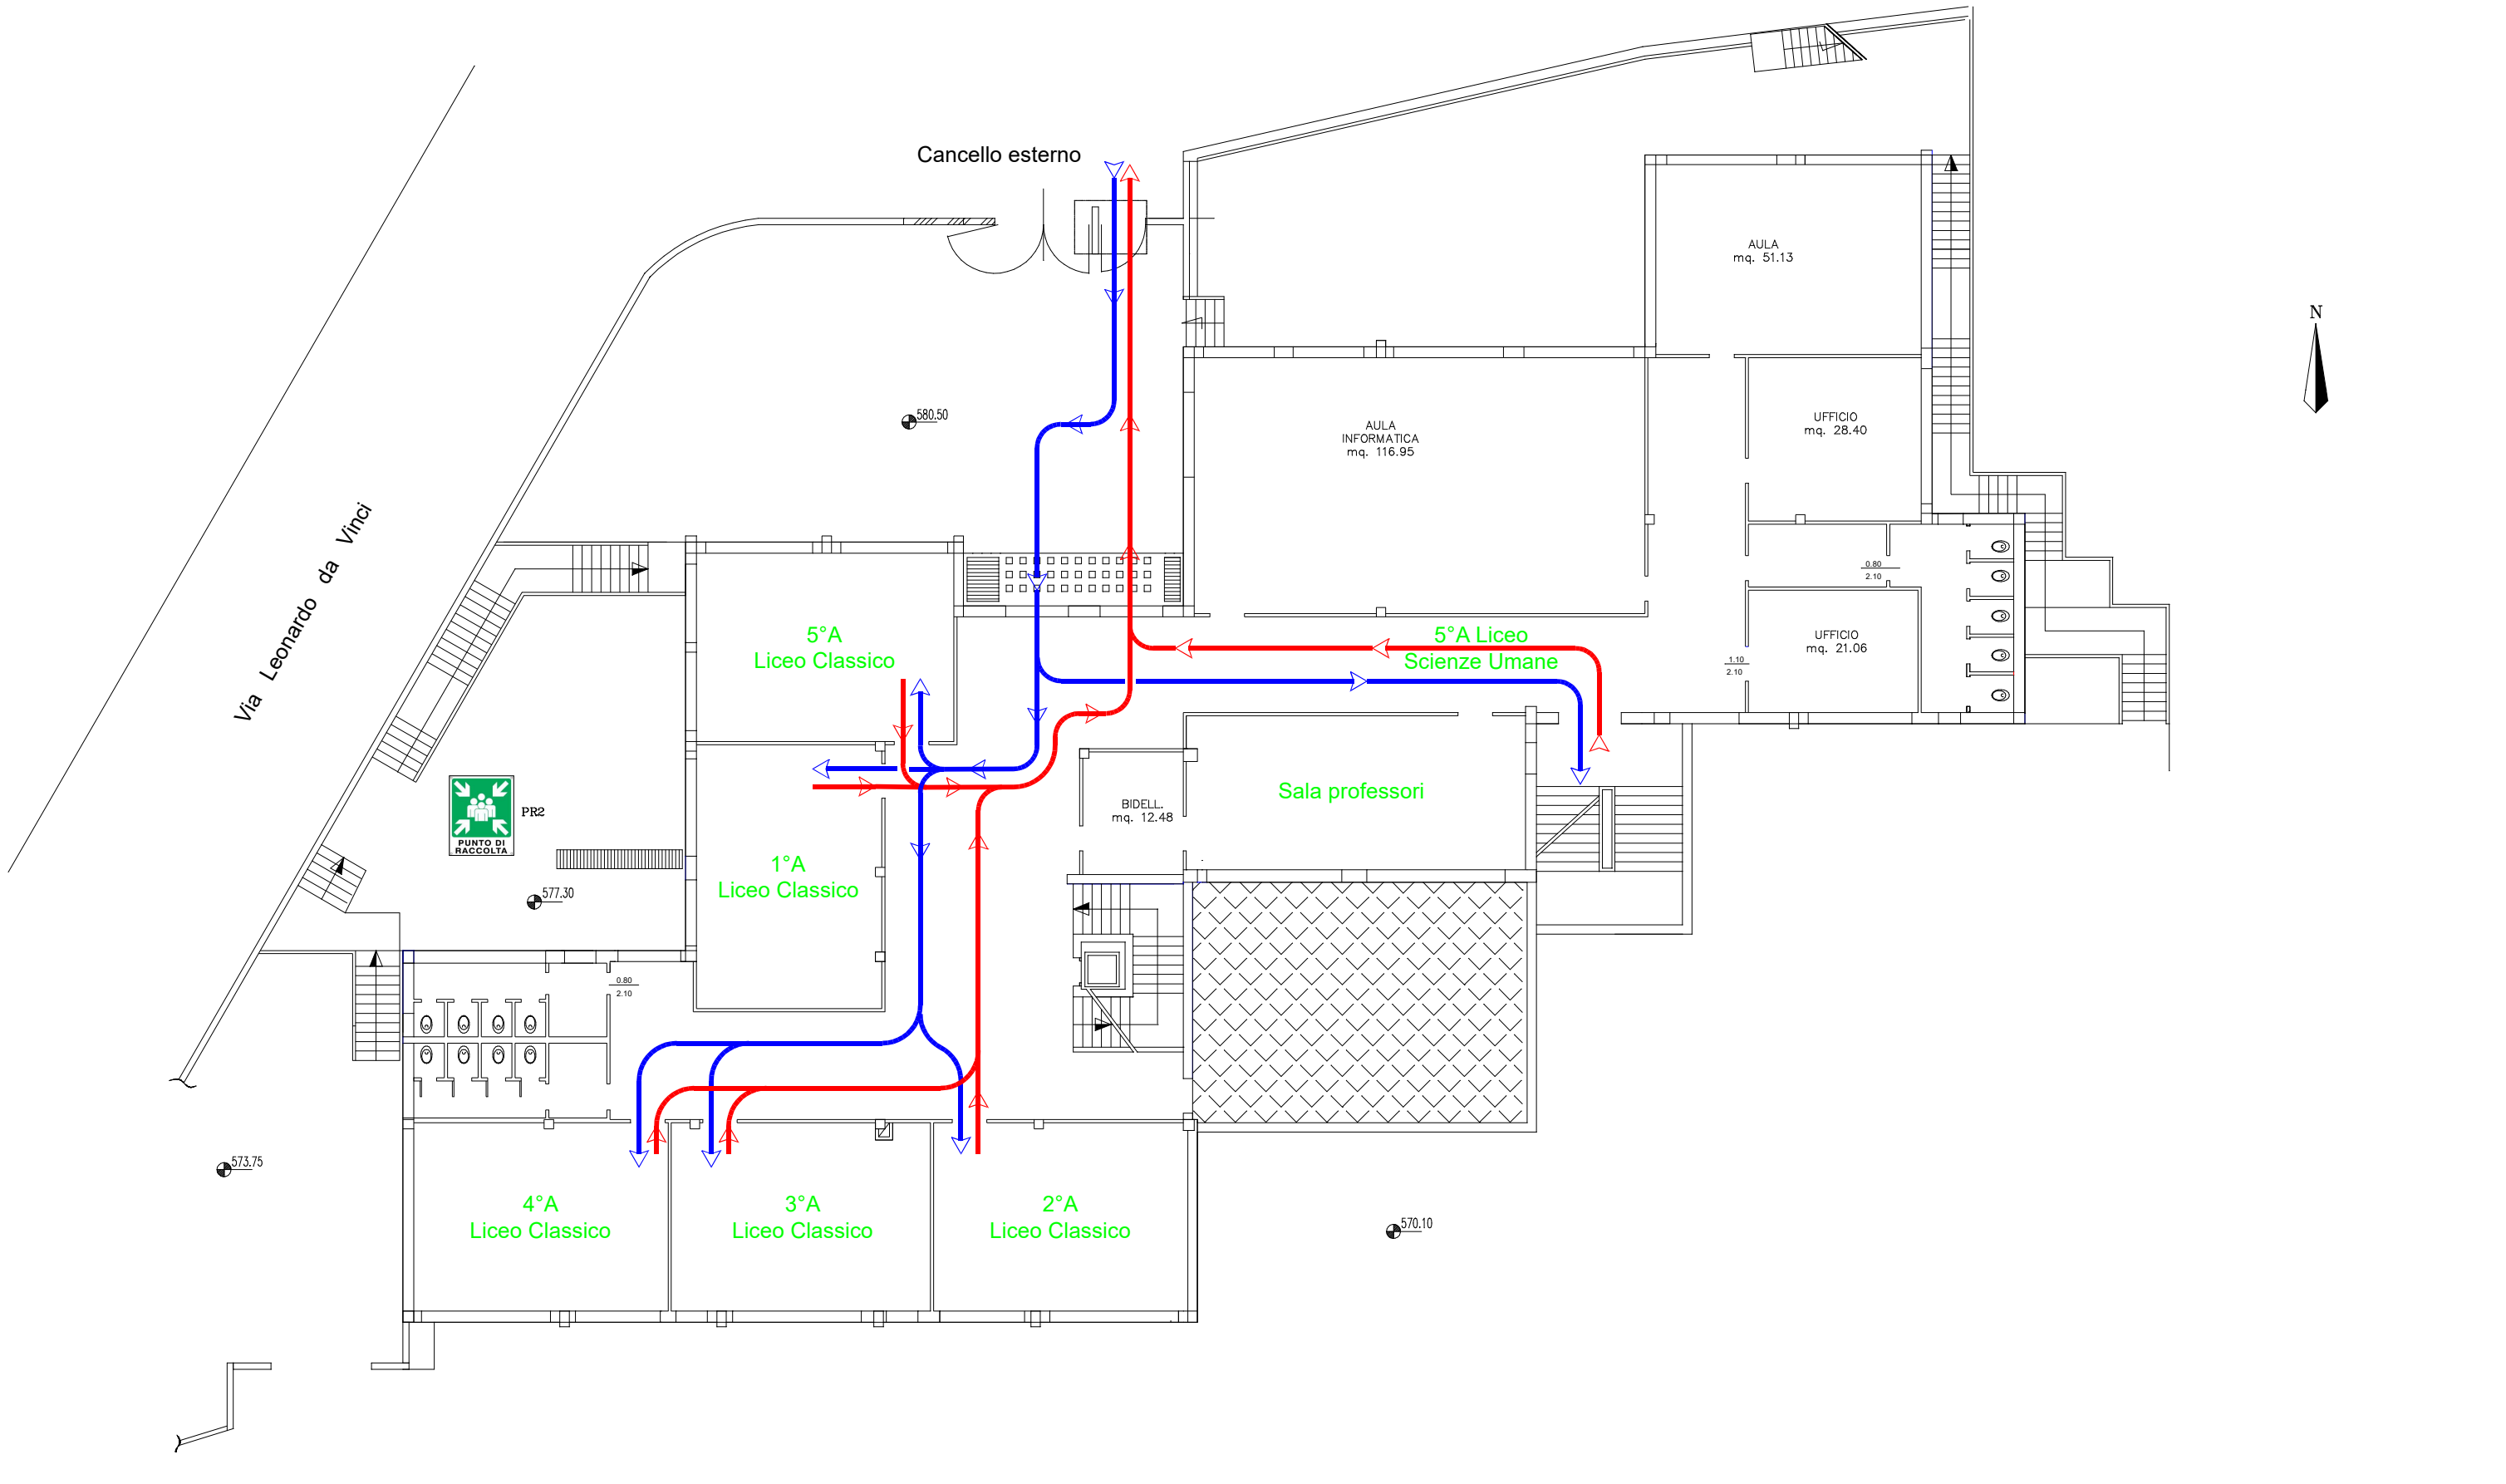 Cancello esterno
AULA
mq. 51.13
N
580.50
AULA
INFORMATICA
mq. 116.95
UFFICIO
mq. 28.40
Via Leonardo da Vinci
0.80
2.10
5°A
Liceo Classico
5°A Liceo
Scienze Umane
UFFICIO
mq. 21.06
1.10
2.10
PUNTO DI
RACCOLTA
PR2
BIDELL.
mq. 12.48
Sala professori
1°A
Liceo Classico
577.30
0.80
2.10
573.75
4°A
Liceo Classico
3°A
Liceo Classico
2°A
Liceo Classico
570.10